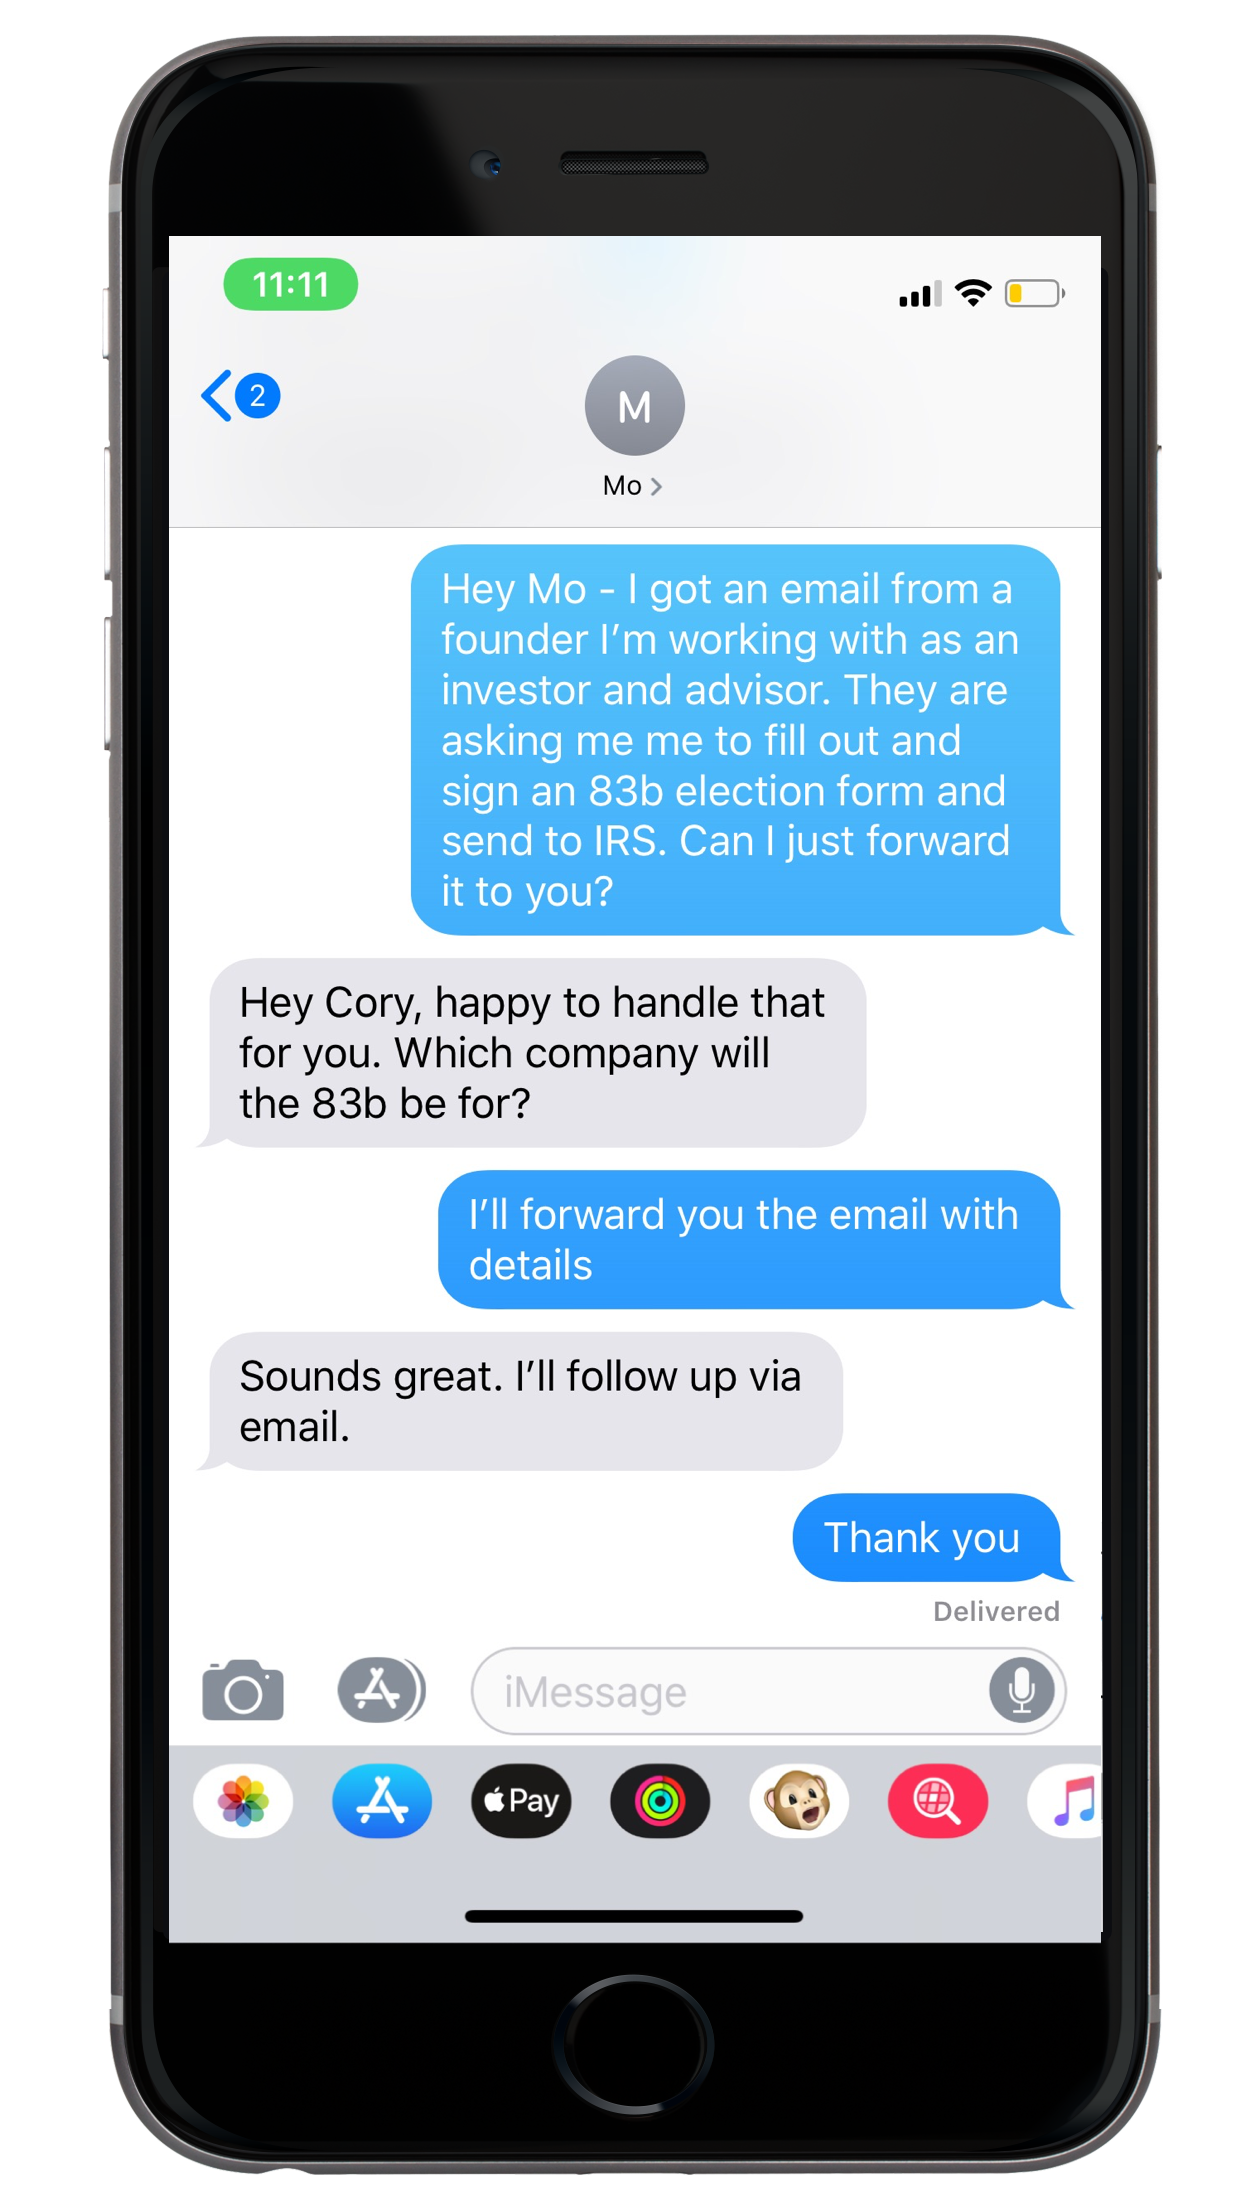 11:11
2
M
Mo
Hey Mo - I got an email from a
founder I’m working with as an
investor and advisor. They are
asking me me to fill out and
sign an 83b election form and
send to IRS. Can I just forward
it to you?
Hey Cory, happy to handle that
for you. Which company will
the 83b be for?
I’ll forward you the email with
details
Sounds great. I’ll follow up via
email.
Thank you
Delivered
iMessage
Pay